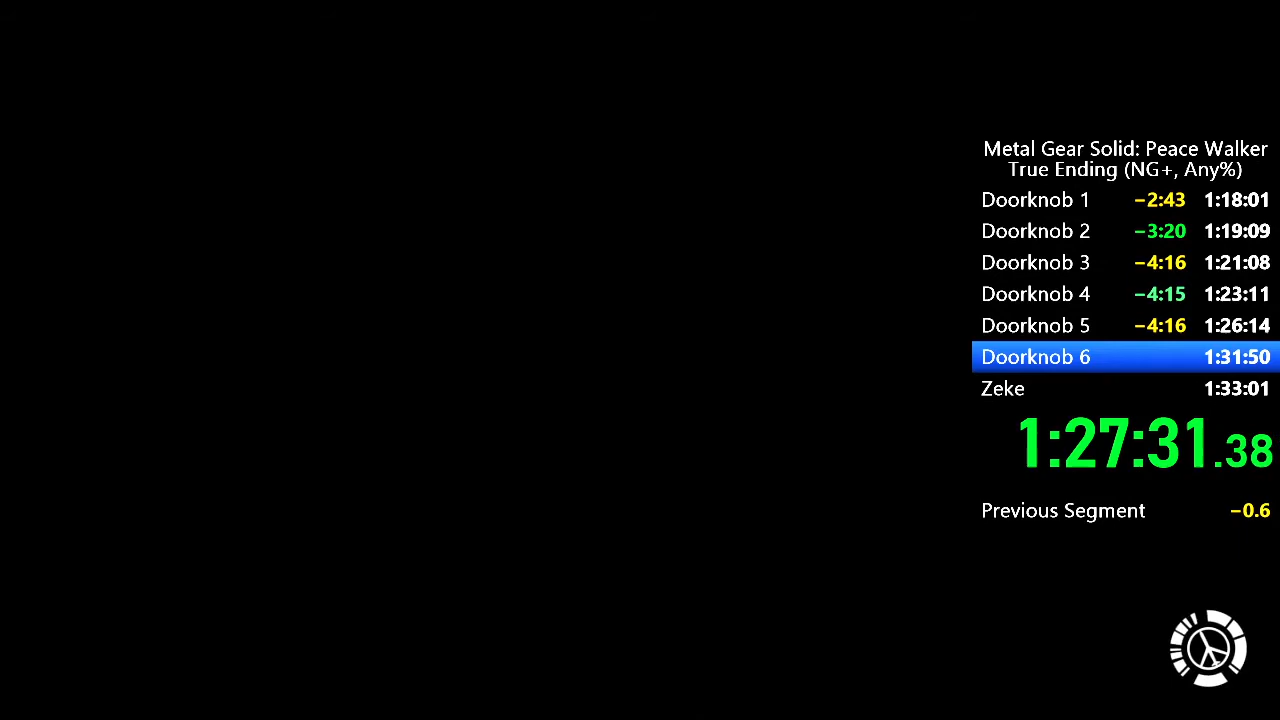 Metal Gear Solid: Peace Walker
True Ending (NG+, Any%)
Doorknob 1 −2:43 1:18:01
Doorknob 2 −3:20 1:19:09
Doorknob 3 −4:16 1:21:08
Doorknob 4 −4:15 1:23:11
Doorknob 5 −4:16 1:26:14
Doorknob 6 1:31:50
Zeke 1:33:01
1:27:31.38
Previous Segment −0.6